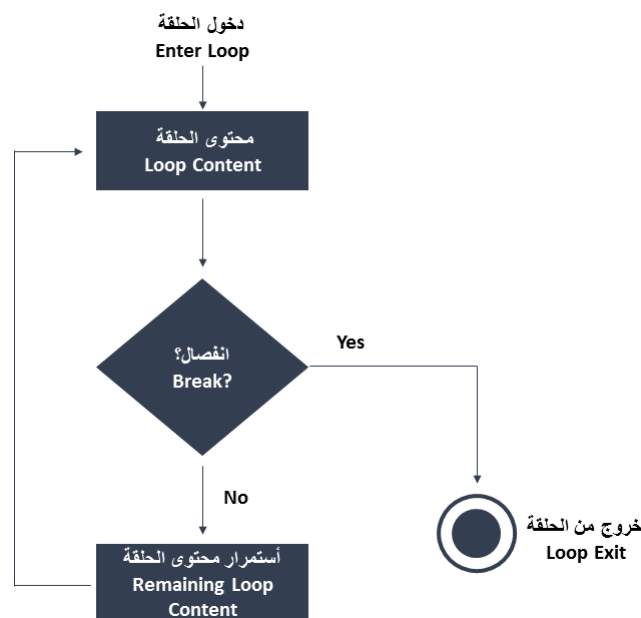 دخول الحلقة
Enter Loop
محتوى الحلقة
Loop Content
انفصال؟
Break?
Yes
No
أستمرار محتوى الحلقة
Remaining Loop
Content
خروج من الحلقة
Loop Exit